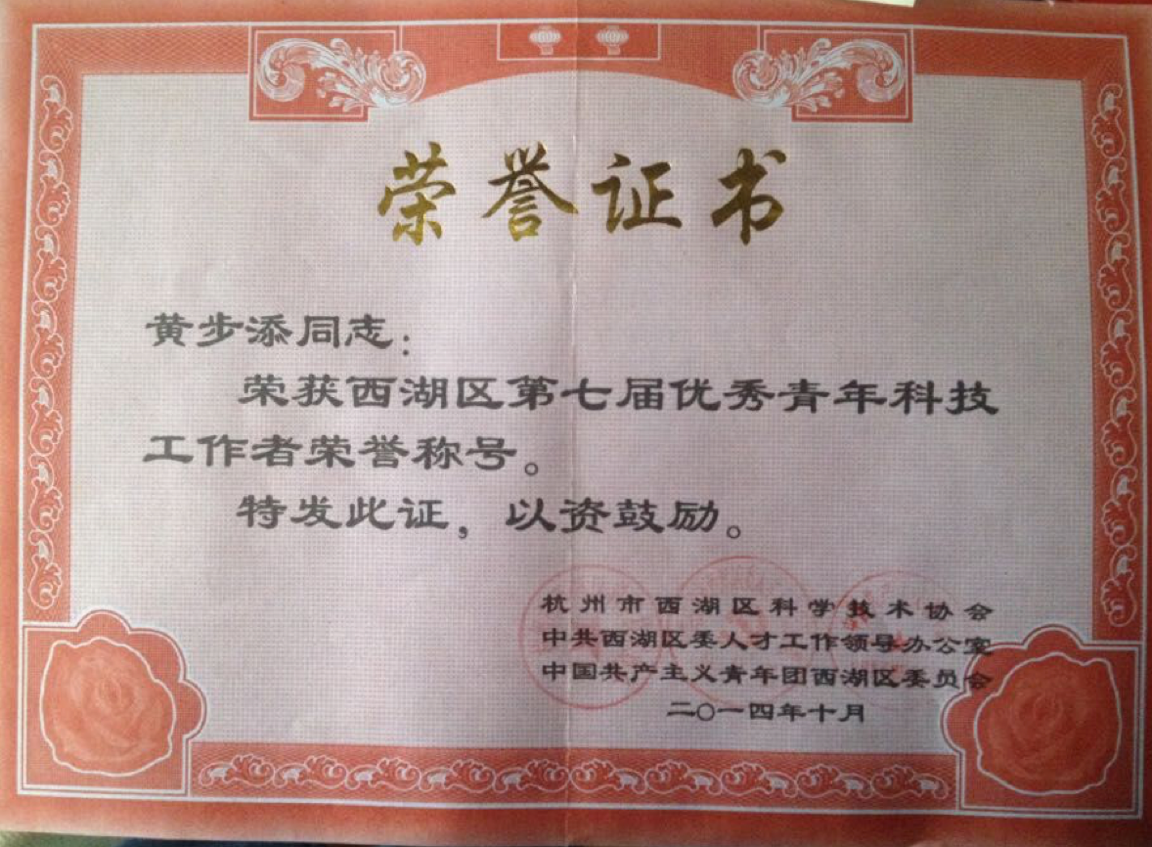 荣誉证书
黄步添同志：
荣获西湖区第七届优秀青年科技
工作者荣誉称号。
特发此证，以资鼓励。
杭州市西湖区科学技术协会
中共西湖区委人才工作领导办公室
中国共产主义青年团西湖区委员会
二〇一四年十月